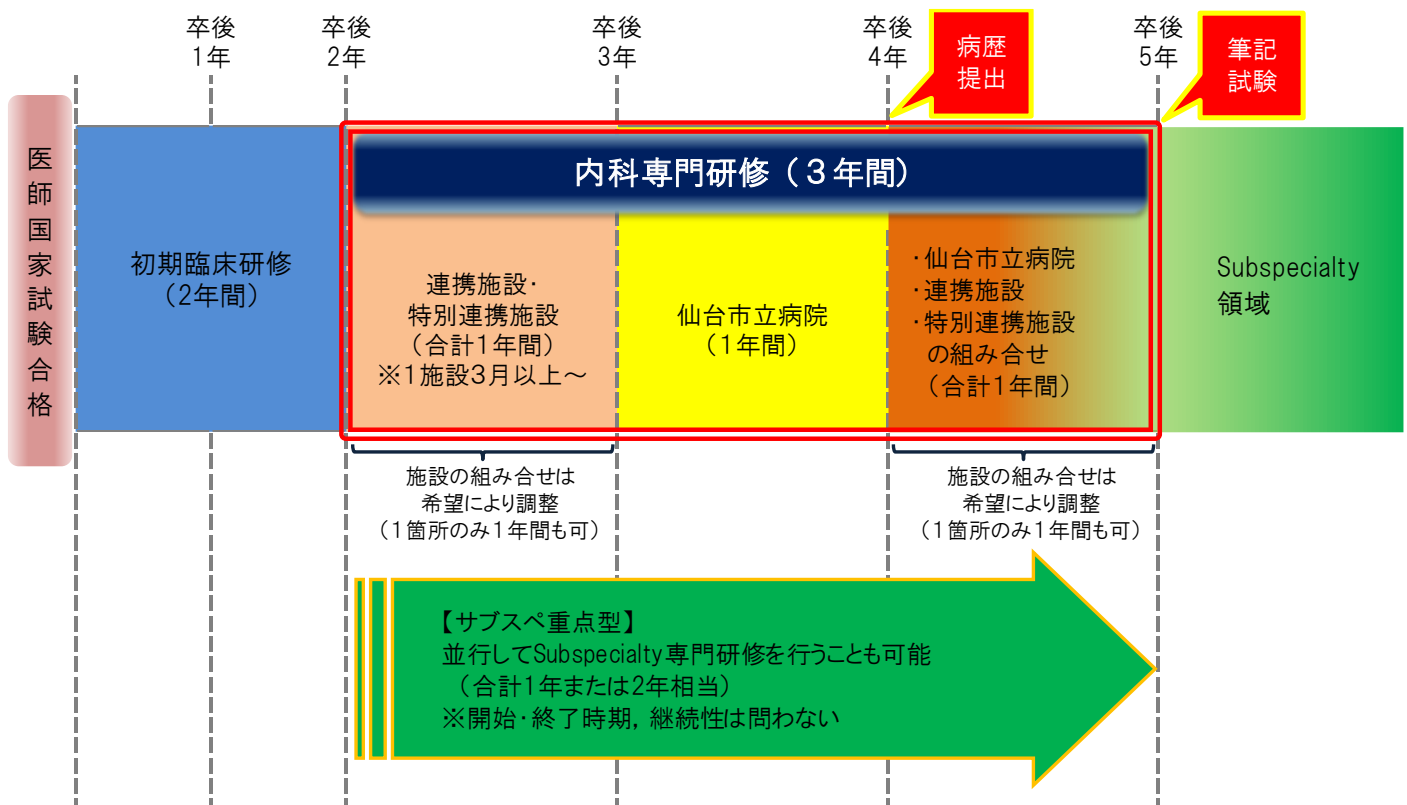 卒後
1年
卒後
2年
卒後
3年
卒後
4年
卒後
5年
病歴
提出
筆記
試験
医師国家試験合格
内科専門研修（３年間）
初期臨床研修
（2年間）
連携施設・
特別連携施設
（合計1年間）
※1施設3月以上～
仙台市立病院
（1年間）
・仙台市立病院
・連携施設
・特別連携施設
の組み合せ
（合計1年間）
Subspecialty
領域
施設の組み合せは
希望により調整
（1箇所のみ1年間も可）
施設の組み合せは
希望により調整
（1箇所のみ1年間も可）
【サブスペ重点型】
並行してSubspecialty専門研修を行うことも可能
（合計1年または2年相当）
※開始・終了時期，継続性は問わない